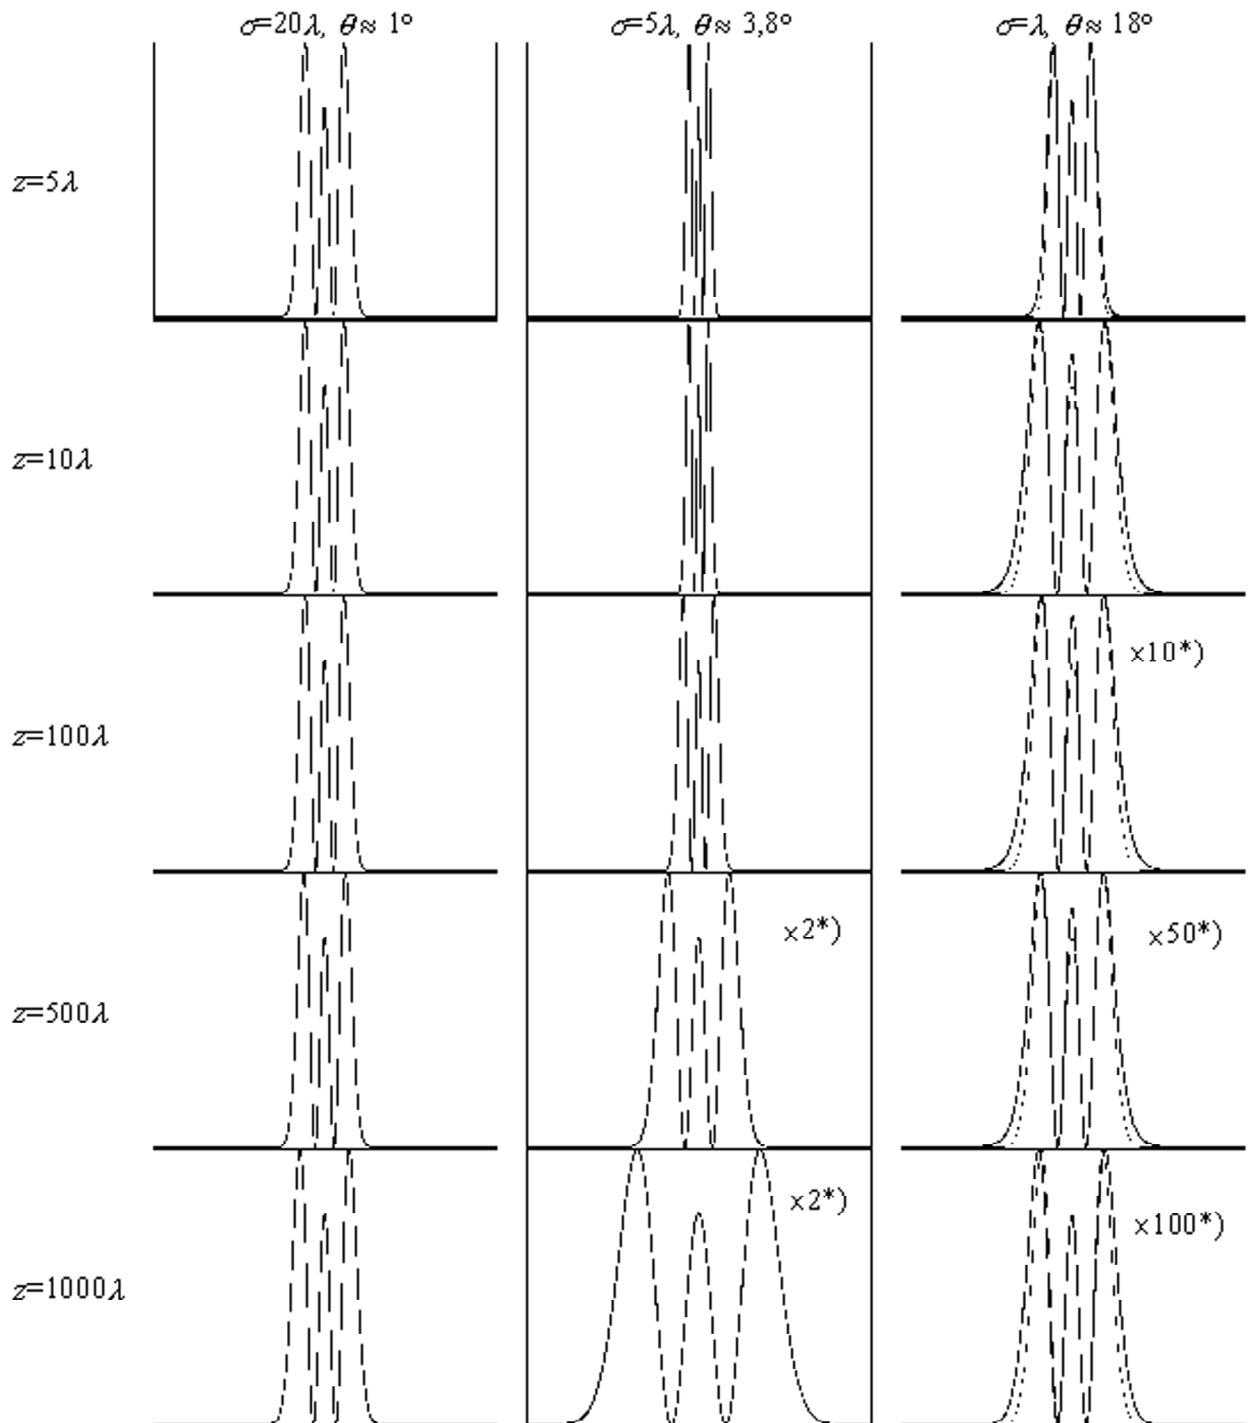 σ=20λ, θ≈ 1°
σ=5λ, θ≈ 3,8°
σ=λ, θ≈ 18°
z=5λ
z=10λ
z=100λ
×10*)
z=500λ
×2*)
×50*)
z=1000λ
×2*)
×100*)